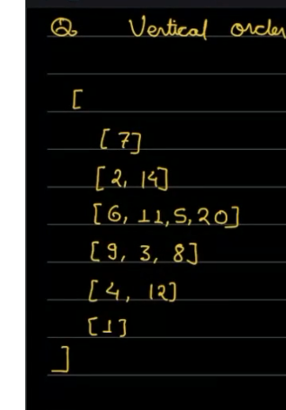 Q Vertical order
[
[7]
[2, 14]
[6, 11, 5, 20]
[9, 3, 8]
[4, 12]
[1]
]